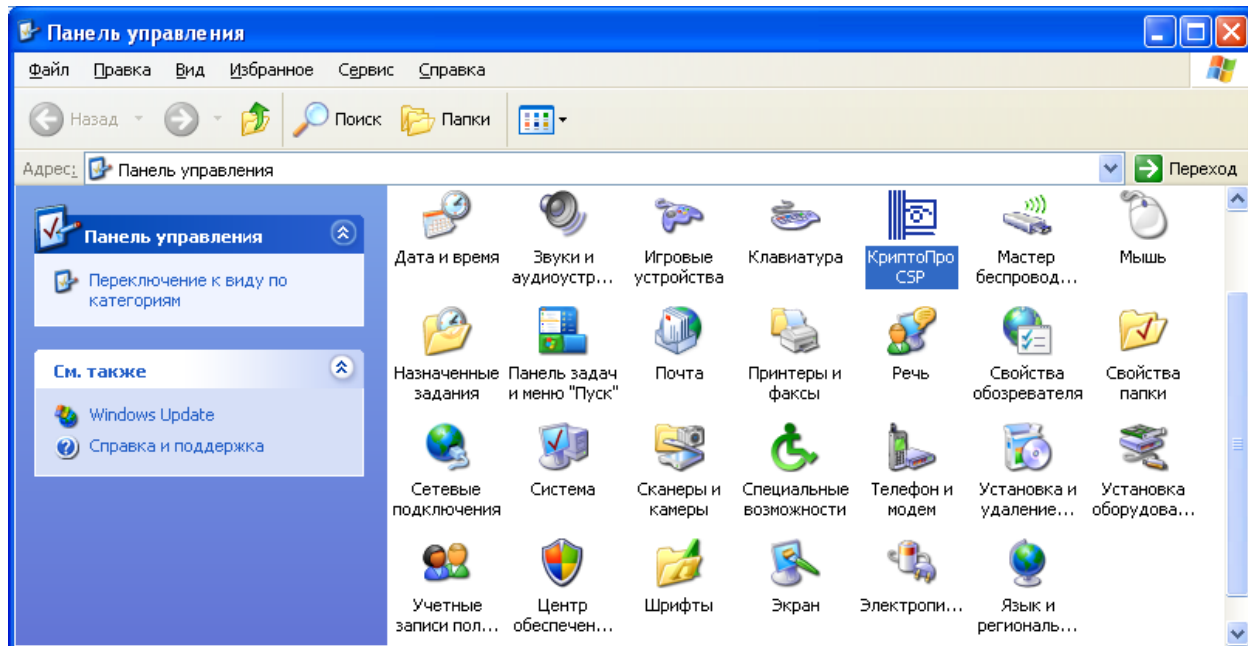 Панель управления
Файл Правка Вид Избранное Сервис Справка
Назад Поиск Папки
Адрес: Панель управления Переход
Панель управления
Переключение к виду по
категориям
См. также
Windows Update
Справка и поддержка
Дата и время Звуки и Игровые Клавиатура КриптоПро Мастер Мышь
аудиоустр... устройства CSP беспровод...
Назначенные Панель задач Почта Принтеры и Речь Свойства Свойства
задания и меню "Пуск" факсы обозревателя папки
Сетевые Система Сканеры и Специальные Телефон и Установка и Установка
подключения камеры возможности модем удаление... оборудова...
Учетные Центр Шрифты Экран Электропи... Язык и
записи пол... обеспечен... региональ...